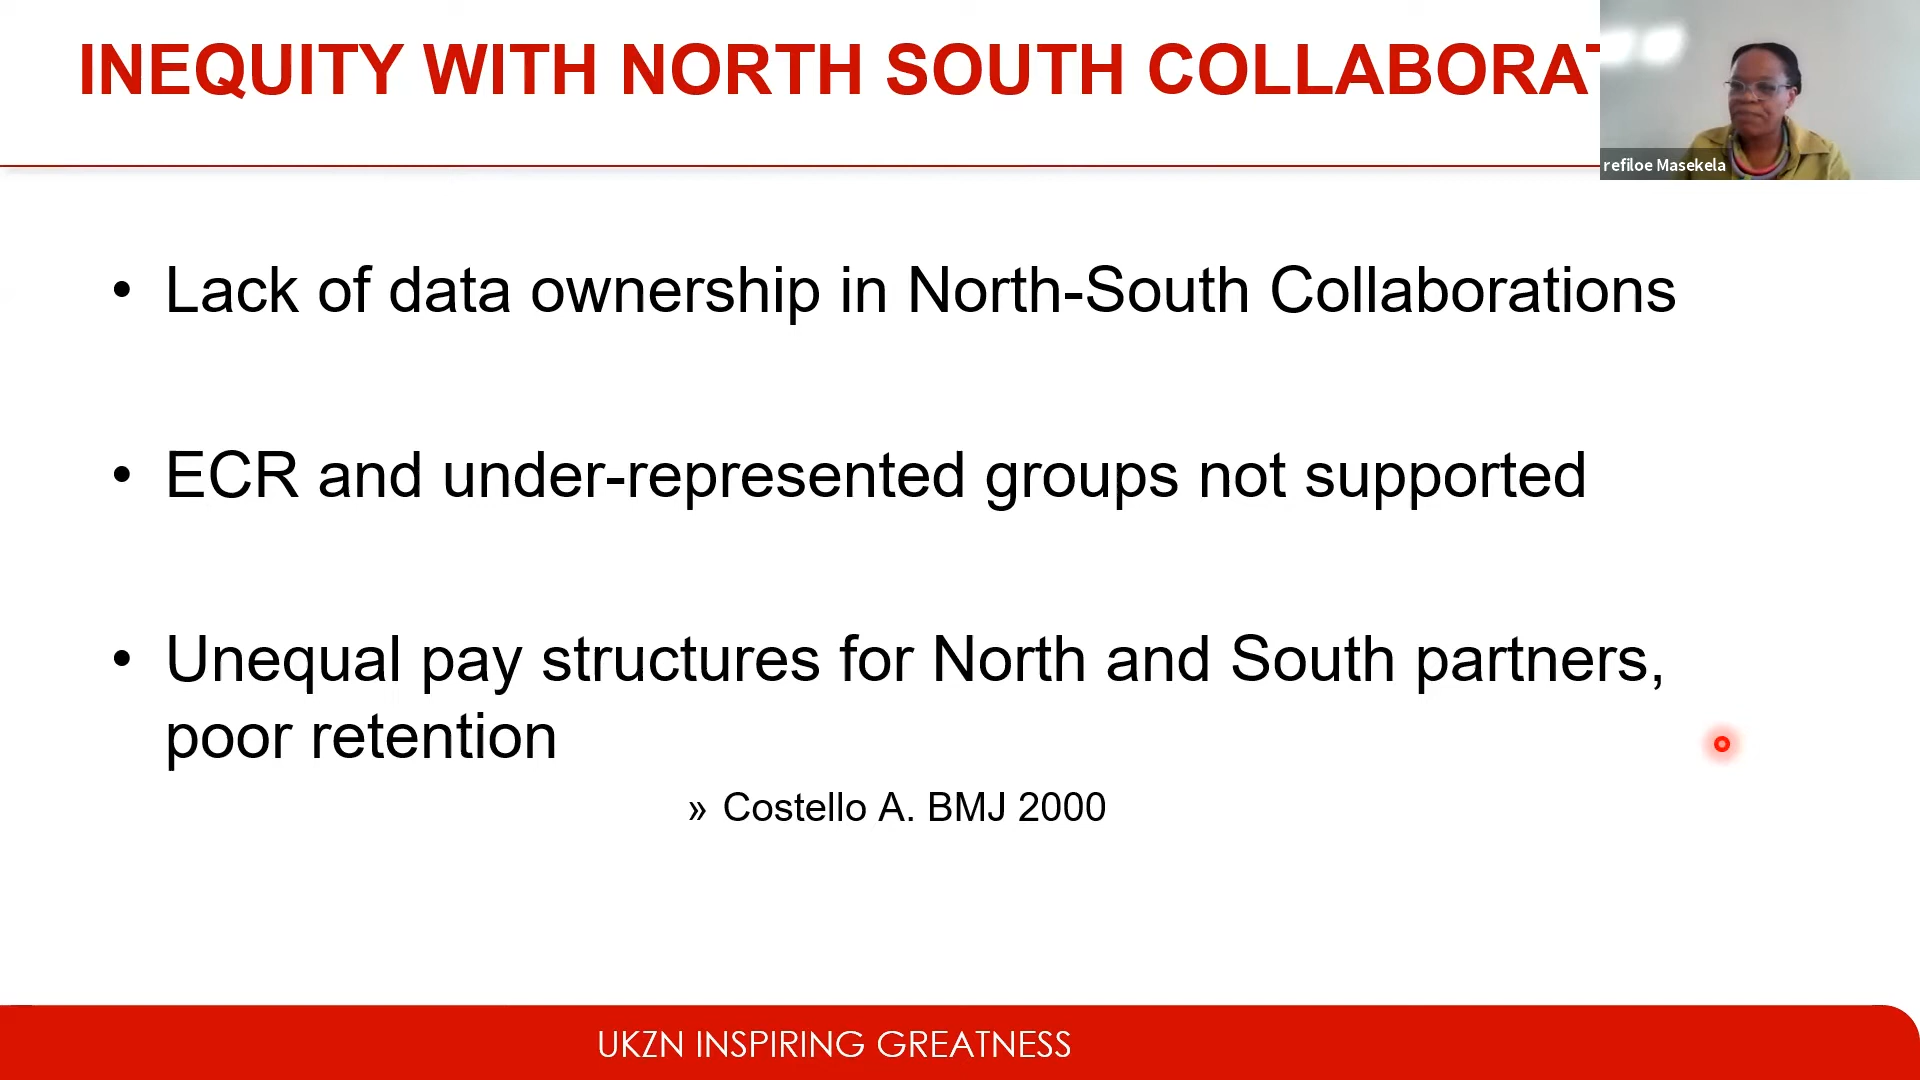 INEQUITY WITH NORTH SOUTH COLLABORAT
refiloe Masekela
• Lack of data ownership in North-South Collaborations
• ECR and under-represented groups not supported
• Unequal pay structures for North and South partners,
poor retention
» Costello A. BMJ 2000
UKZN INSPIRING GREATNESS